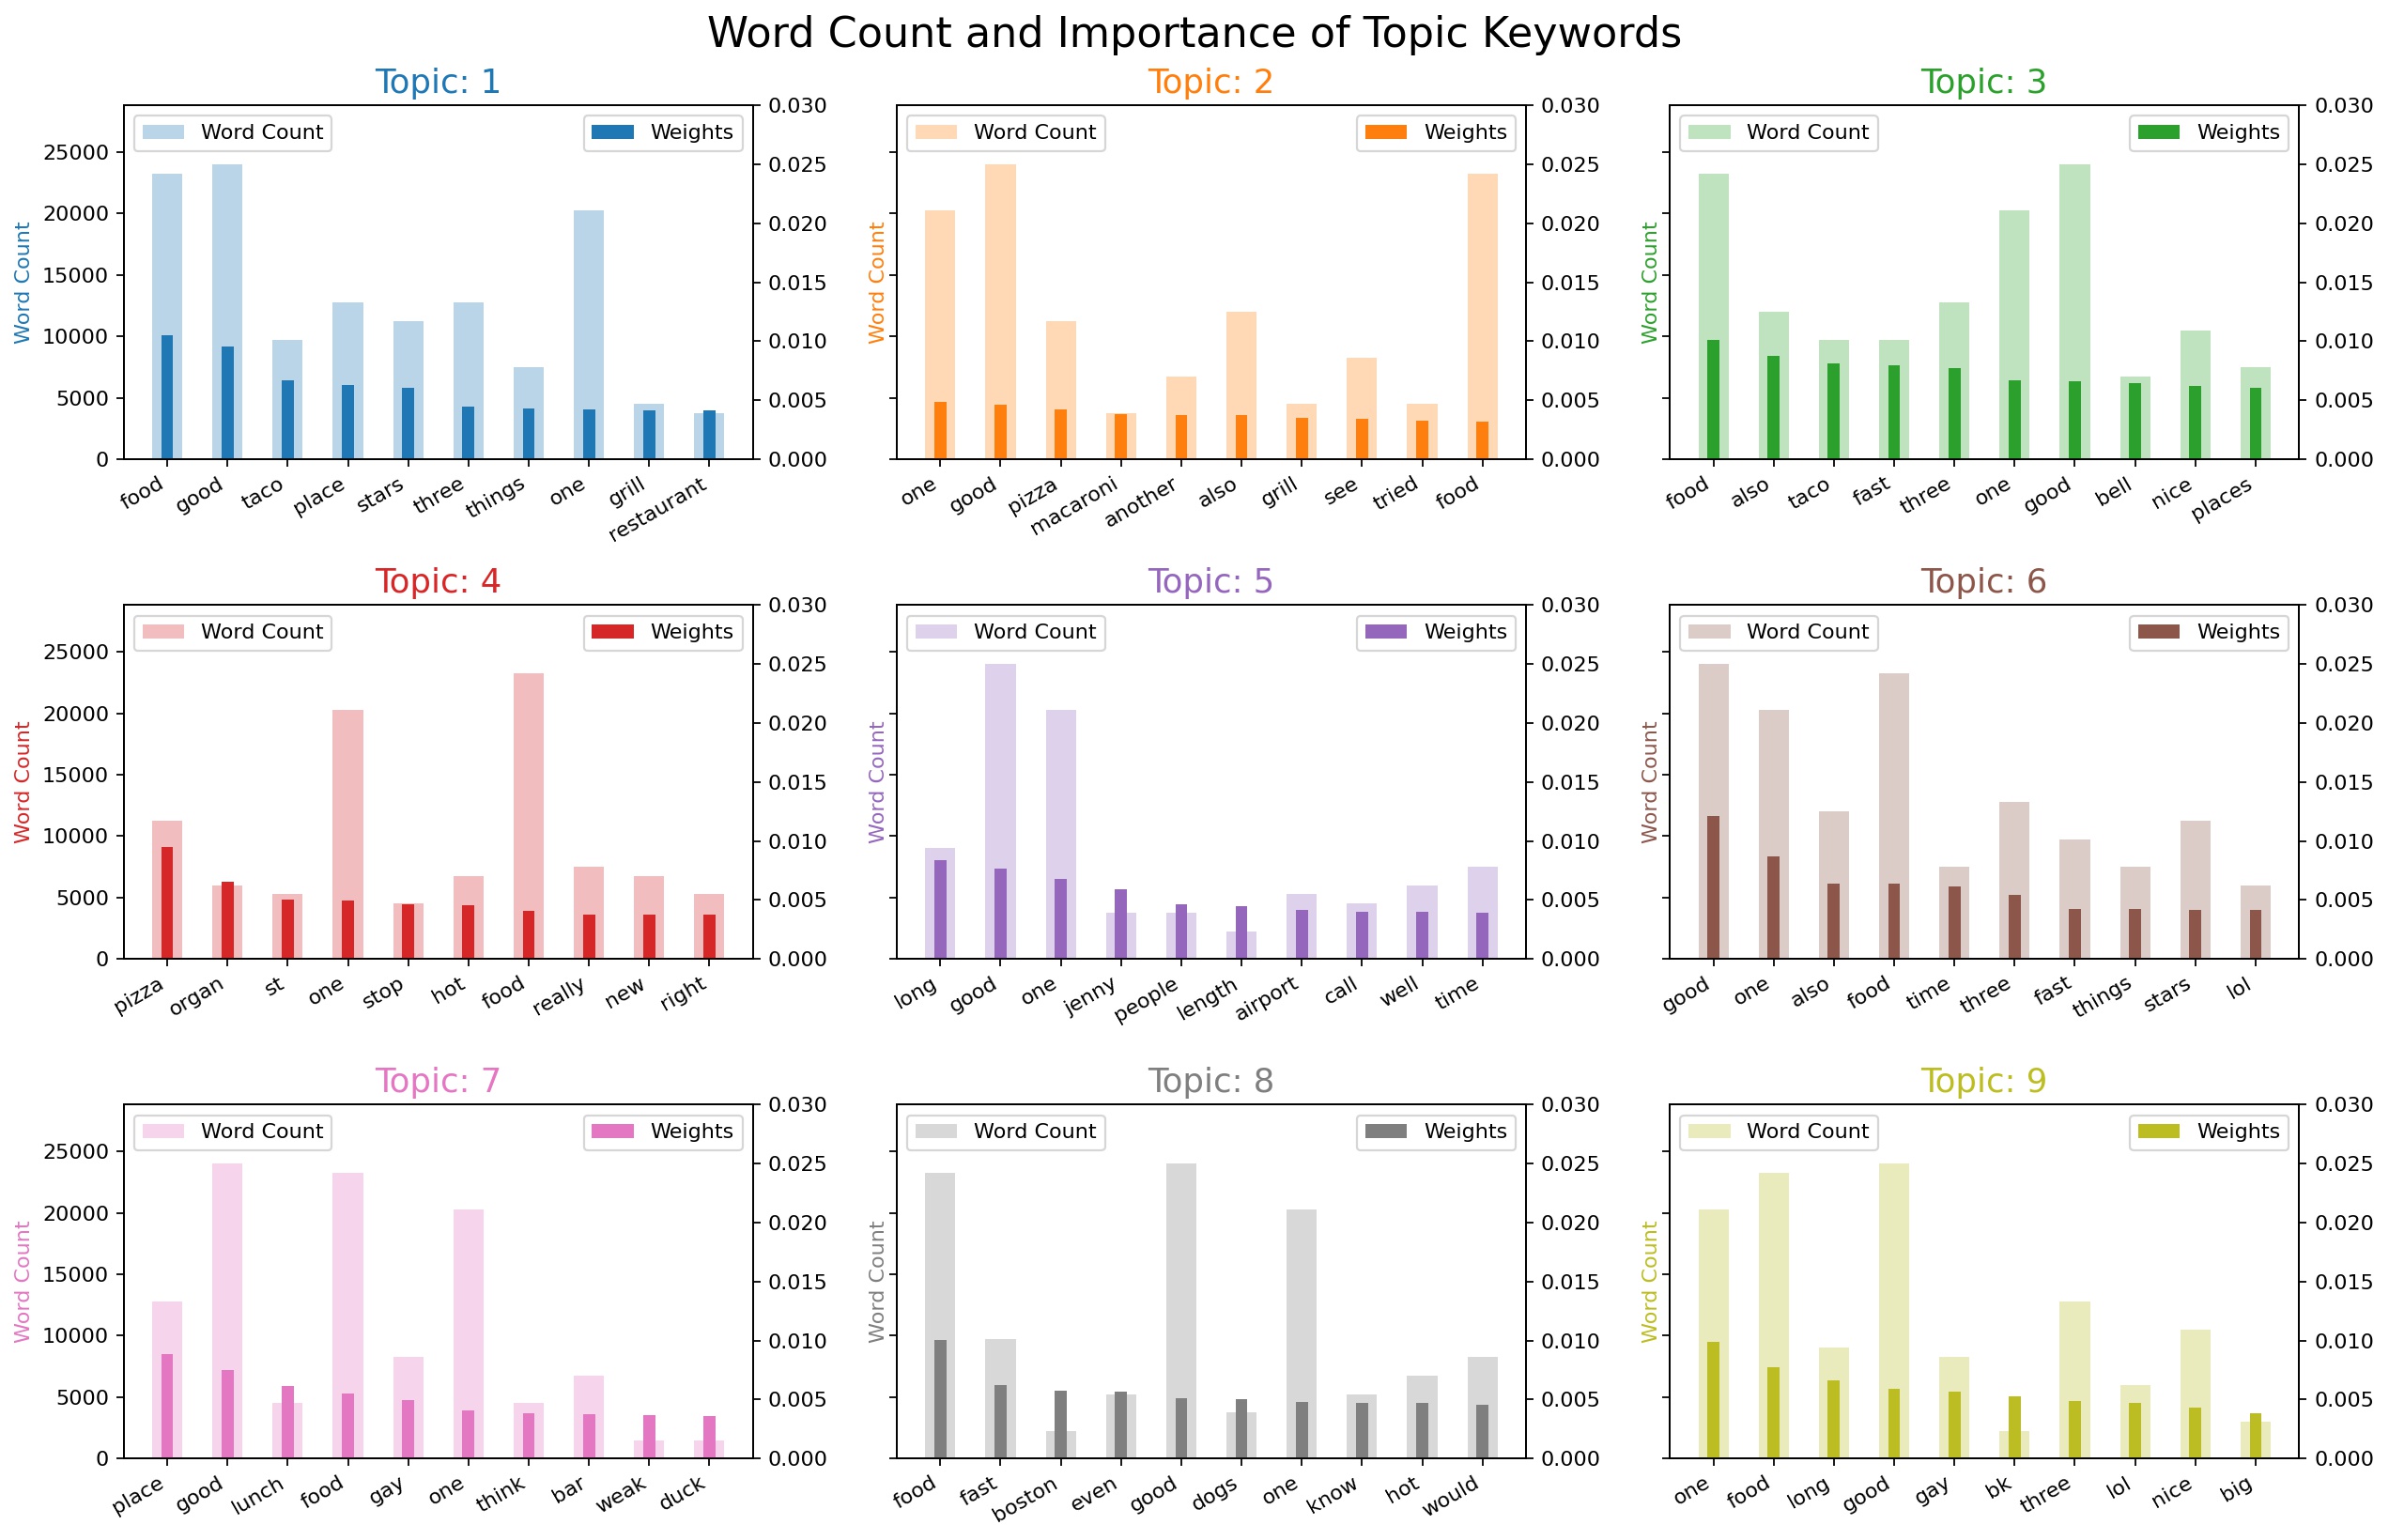 Word Count and Importance of Topic Keywords
Topic: 1
Word Count
Weights
Word Count
25000
20000
15000
10000
5000
0
0.030
0.025
0.020
0.015
0.010
0.005
0.000
food good taco place stars three things one grill restaurant
Topic: 2
Word Count
Weights
Word Count
0.030
0.025
0.020
0.015
0.010
0.005
0.000
one good pizza macaroni another also grill see tried food
Topic: 3
Word Count
Weights
Word Count
0.030
0.025
0.020
0.015
0.010
0.005
0.000
food also taco fast three one good bell nice places
Topic: 4
Word Count
Weights
Word Count
25000
20000
15000
10000
5000
0
0.030
0.025
0.020
0.015
0.010
0.005
0.000
pizza organ st one stop hot food really new right
Topic: 5
Word Count
Weights
Word Count
0.030
0.025
0.020
0.015
0.010
0.005
0.000
long good one jenny people length airport call well time
Topic: 6
Word Count
Weights
Word Count
0.030
0.025
0.020
0.015
0.010
0.005
0.000
good one also food time three fast things stars lol
Topic: 7
Word Count
Weights
Word Count
25000
20000
15000
10000
5000
0
0.030
0.025
0.020
0.015
0.010
0.005
0.000
place good lunch food gay one think bar weak duck
Topic: 8
Word Count
Weights
Word Count
0.030
0.025
0.020
0.015
0.010
0.005
0.000
food fast boston even good dogs one know hot would
Topic: 9
Word Count
Weights
Word Count
0.030
0.025
0.020
0.015
0.010
0.005
0.000
one food long good gay bk three lol nice big